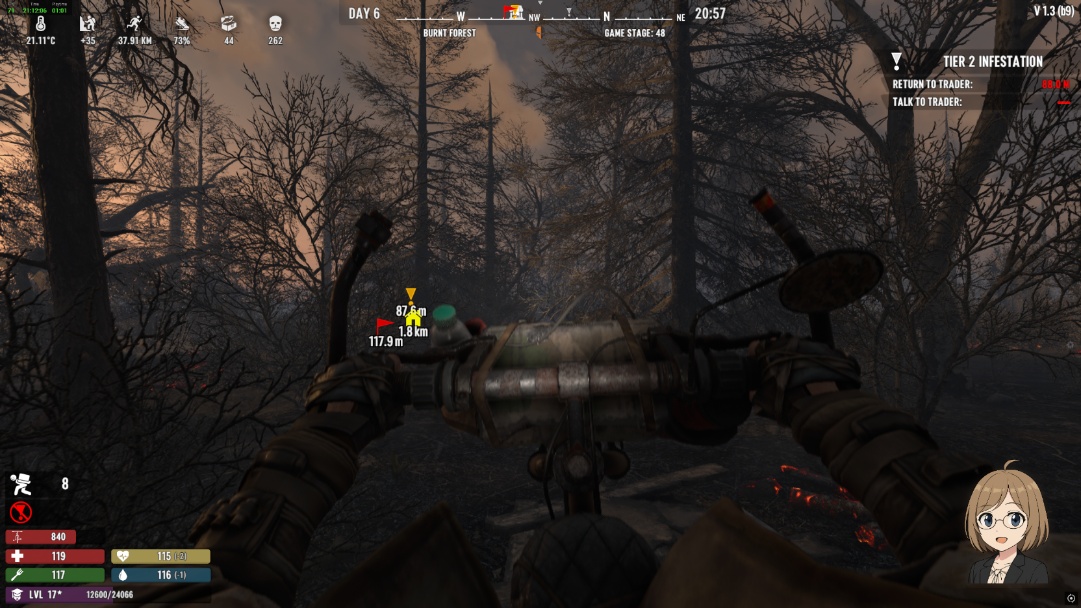 DAY 6
W
NW
N
NE
20:57
V 1.3 (b9)
21.11°C
+35
37.91 KM
73%
44
262
BURNT FOREST
GAME STAGE: 48
TIER 2 INFESTATION
RETURN TO TRADER:
TALK TO TRADER:
87.6 m
1.8 km
117.9 m
8
840
119
115 (-2)
117
116 (-1)
LVL 17*
12600/24066